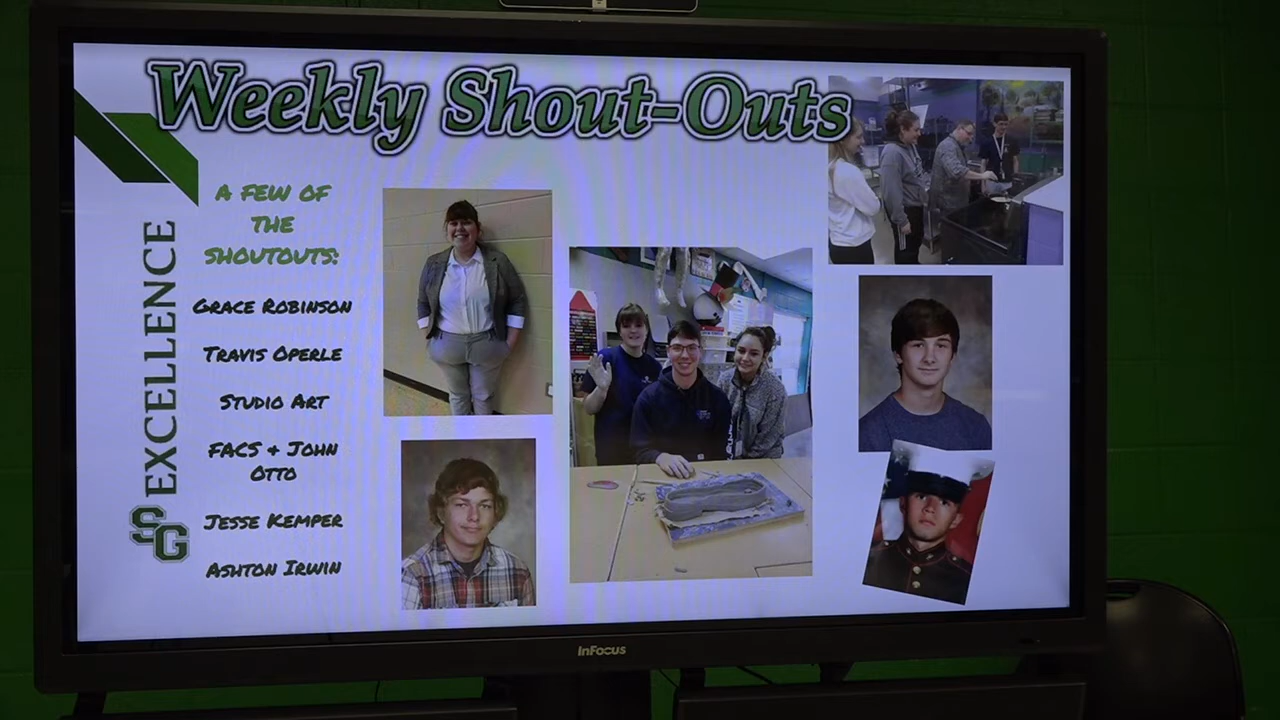 Weekly Shout-Outs
A FEW OF
THE
SHOUTOUTS:
GRACE ROBINSON
TRAVIS OPERLE
STUDIO ART
FACS & JOHN
OTTO
JESSE KEMPER
ASHTON IRWIN
EXCELLENCE
SG
InFocus